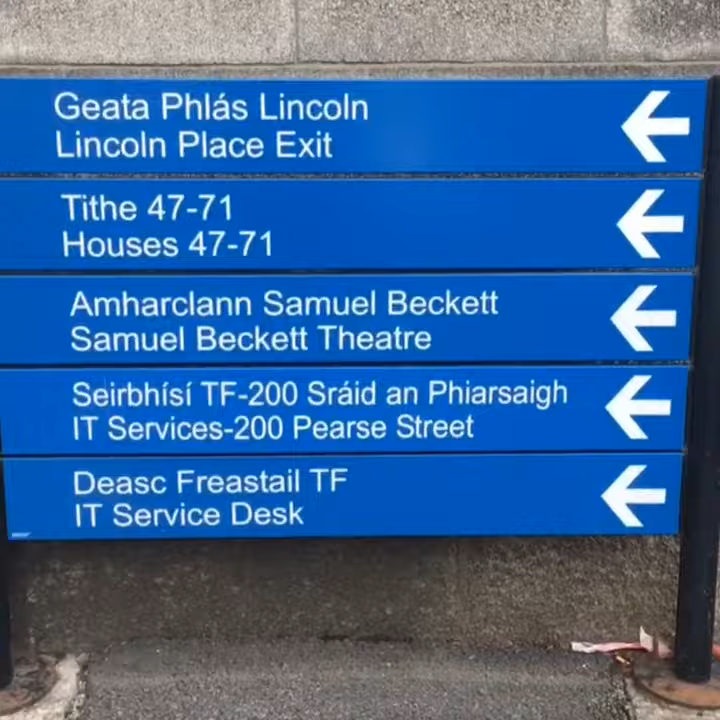 Geata Phlás Lincoln
Lincoln Place Exit
Tithe 47-71
Houses 47-71
Amharclann Samuel Beckett
Samuel Beckett Theatre
Seirbhísí TF-200 Sráid an Phiarsaigh
IT Services-200 Pearse Street
Deasc Freastail TF
IT Service Desk